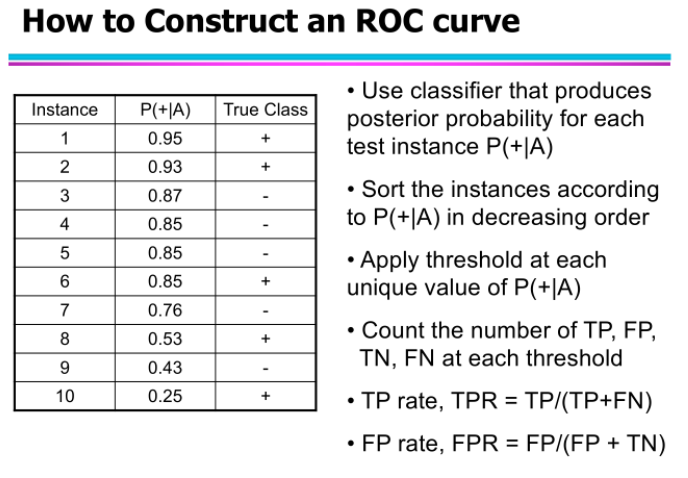 How to Construct an ROC curve
Instance P(+|A) True Class
1 0.95 +
2 0.93 +
3 0.87 -
4 0.85 -
5 0.85 -
6 0.85 +
7 0.76 -
8 0.53 +
9 0.43 -
10 0.25 +
• Use classifier that produces
posterior probability for each
test instance P(+|A)
• Sort the instances according
to P(+|A) in decreasing order
• Apply threshold at each
unique value of P(+|A)
• Count the number of TP, FP,
TN, FN at each threshold
• TP rate, TPR = TP/(TP+FN)
• FP rate, FPR = FP/(FP + TN)